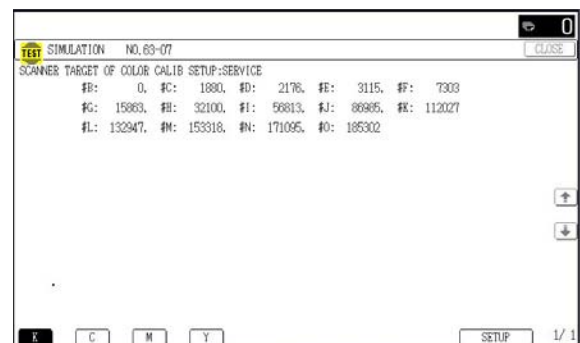 0
TEST SIMULATION NO.63-07 CLOSE
SCANNER TARGET OF COLOR CALIB SETUP:SERVICE
#B: 0, #C: 1880, #D: 2176, #E: 3115, #F: 7303
#G: 15863, #H: 32100, #I: 56813, #J: 86985, #K: 112027
#L: 132947, #M: 153318, #N: 171095, #O: 185302
K C M Y SETUP 1/1